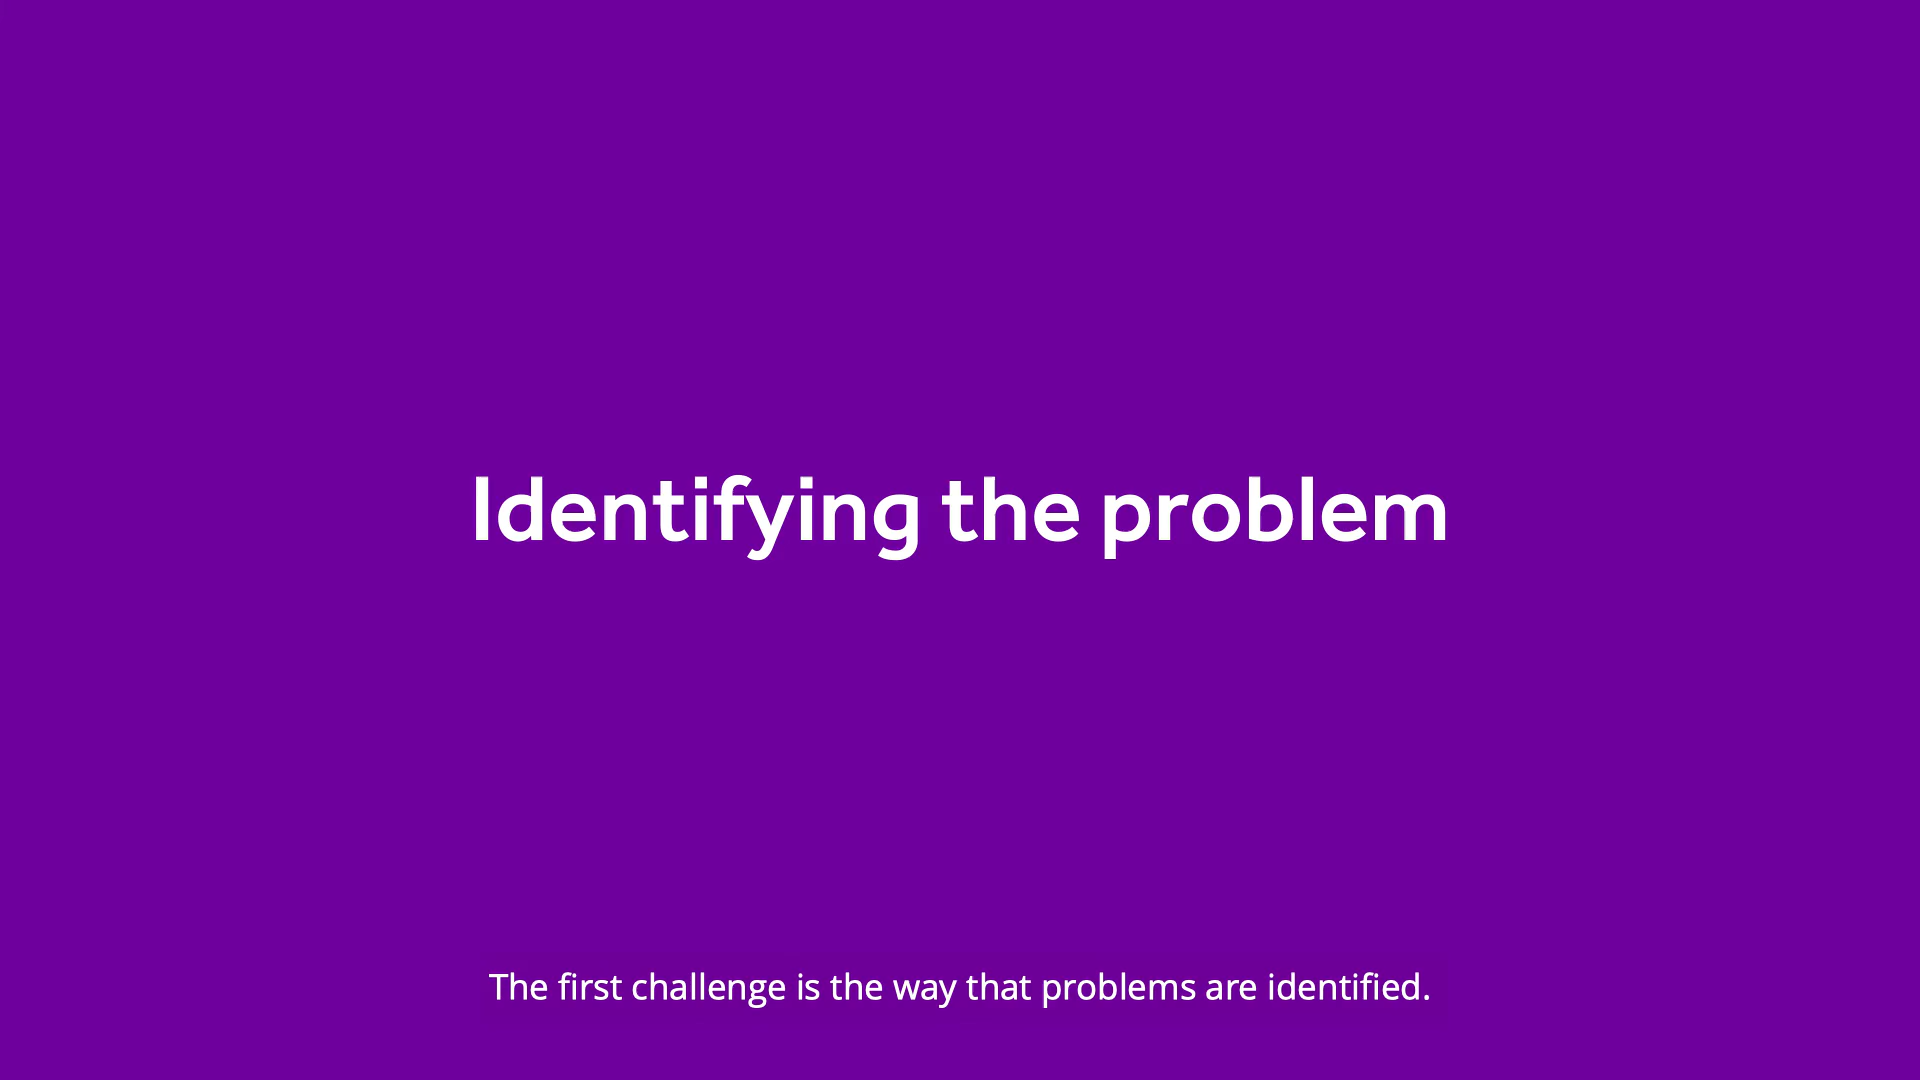 Identifying the problem
The first challenge is the way that problems are identified.